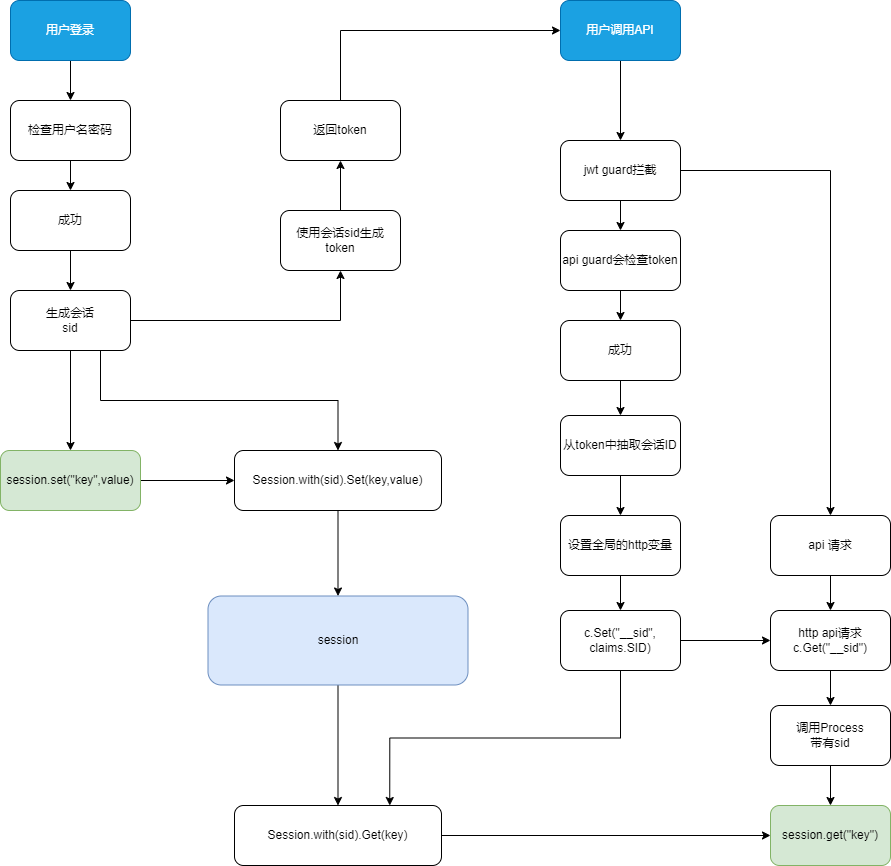 用户登录
检查用户名密码
成功
生成会话
sid
返回token
使用会话sid生成
token
session.set("key",value)
Session.with(sid).Set(key,value)
session
Session.with(sid).Get(key)
用户调用API
jwt guard拦截
api guard会检查token
成功
从token中抽取会话ID
设置全局的http变量
c.Set("__sid",
claims.SID)
api 请求
http api请求
c.Get("__sid")
调用Process
带有sid
session.get("key")